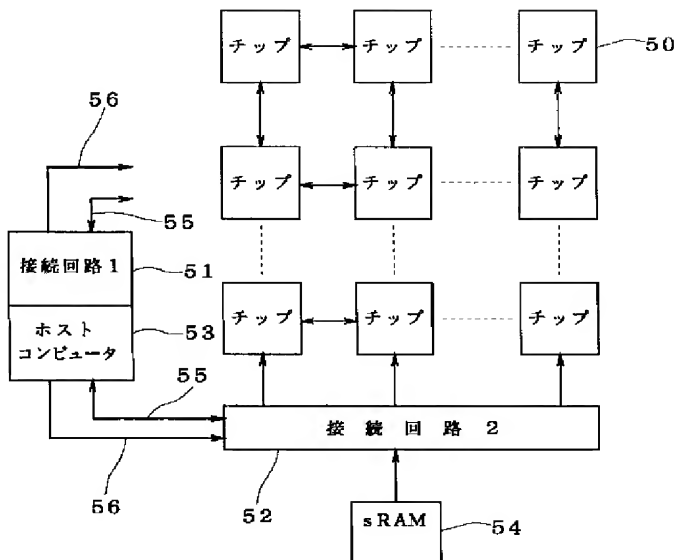 チップ チップ チップ 50
56
チップ チップ チップ
55
接続回路1 51
チップ チップ チップ
ホスト
コンピュータ 53
55
接続回路2
56 52
sRAM 54